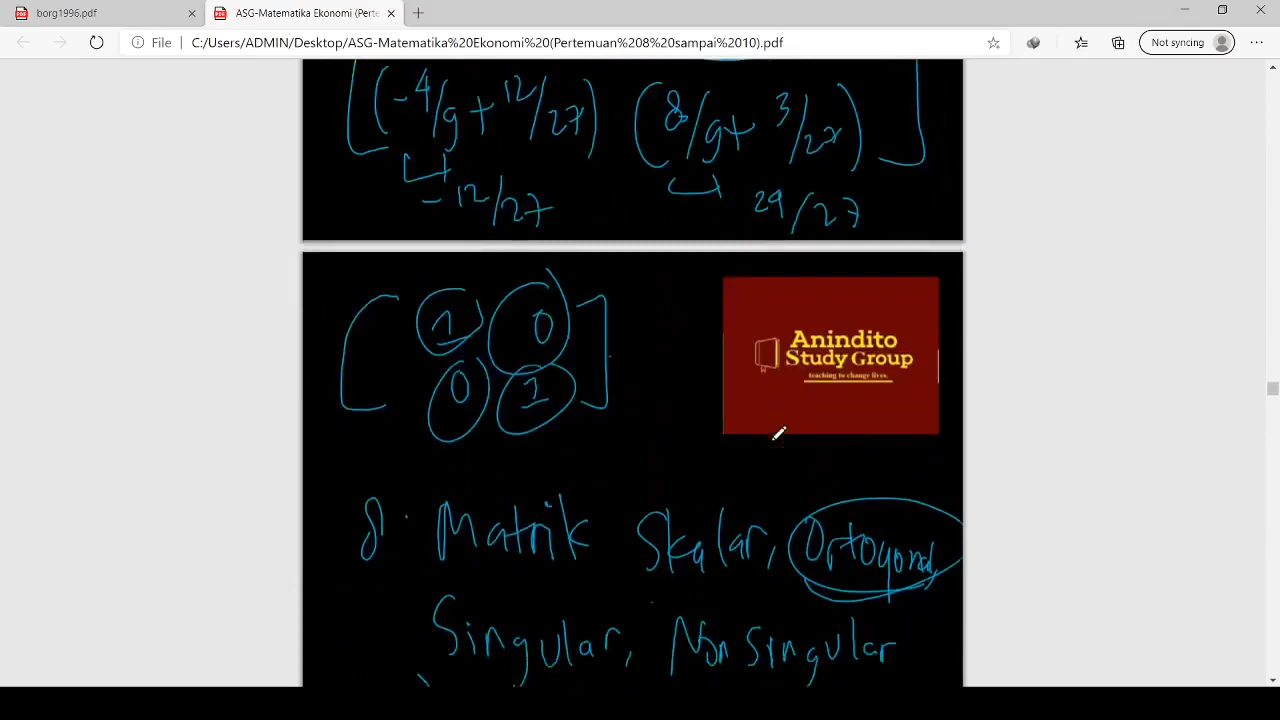 borg1996.pdf
ASG-Matematika Ekonomi (Perte
Not syncing
File
C:/Users/ADMIN/Desktop/ASG-Matematika%20Ekonomi%20(Pertemuan%208%20sampai%2010).pdf
(-4/9 + 12/27) (8/9 + 3/27)
-12/27 29/27
1 0
0 1
Anindito
Study Group
teaching to change lives.
8. Matrik Skalar, Ortogonal
Singular, Non Singular